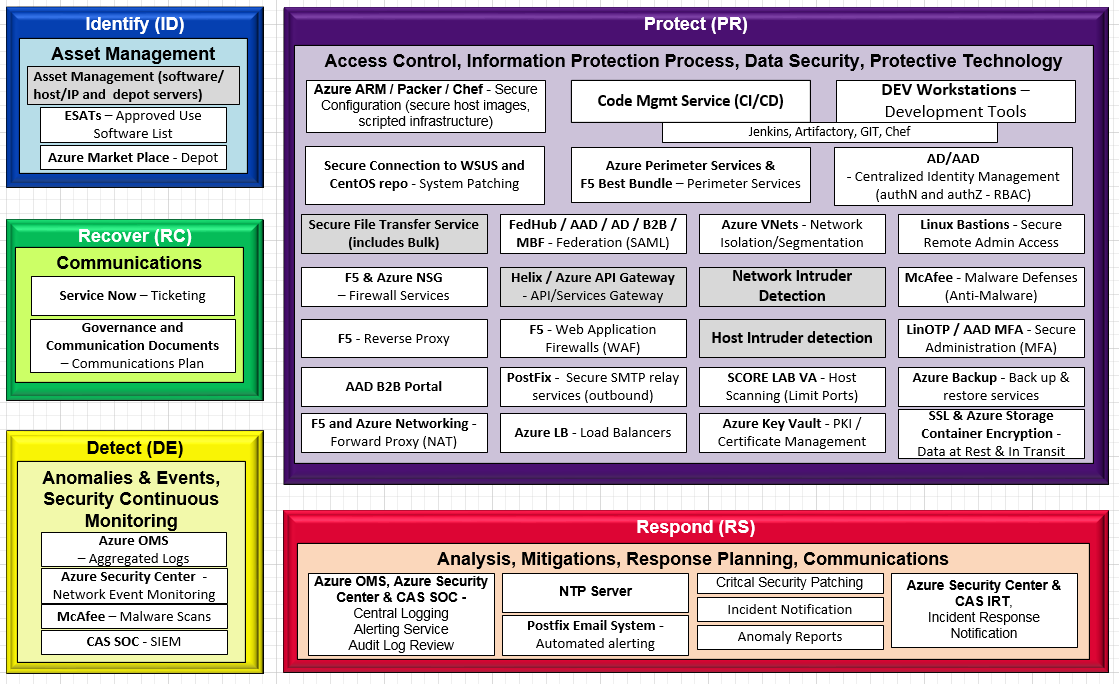 Identify (ID)
Asset Management
Asset Management (software/
host/IP and depot servers)
ESATs – Approved Use
Software List
Azure Market Place - Depot
Recover (RC)
Communications
Service Now – Ticketing
Governance and
Communication Documents
– Communications Plan
Detect (DE)
Anomalies & Events,
Security Continuous
Monitoring
Azure OMS
– Aggregated Logs
Azure Security Center -
Network Event Monitoring
McAfee – Malware Scans
CAS SOC - SIEM
Protect (PR)
Access Control, Information Protection Process, Data Security, Protective Technology
Azure ARM / Packer / Chef - Secure
Configuration (secure host images,
scripted infrastructure)
Code Mgmt Service (CI/CD)
DEV Workstations –
Development Tools
Jenkins, Artifactory, GIT, Chef
Secure Connection to WSUS and
CentOS repo - System Patching
Azure Perimeter Services &
F5 Best Bundle – Perimeter Services
AD/AAD
- Centralized Identity Management
(authN and authZ - RBAC)
Secure File Transfer Service
(includes Bulk)
FedHub / AAD / AD / B2B /
MBF - Federation (SAML)
Azure VNets - Network
Isolation/Segmentation
Linux Bastions - Secure
Remote Admin Access
F5 & Azure NSG
– Firewall Services
Helix / Azure API Gateway
- API/Services Gateway
Network Intruder
Detection
McAfee - Malware Defenses
(Anti-Malware)
F5 - Reverse Proxy
F5 - Web Application
Firewalls (WAF)
Host Intruder detection
LinOTP / AAD MFA - Secure
Administration (MFA)
AAD B2B Portal
PostFix - Secure SMTP relay
services (outbound)
SCORE LAB VA - Host
Scanning (Limit Ports)
Azure Backup - Back up &
restore services
F5 and Azure Networking -
Forward Proxy (NAT)
Azure LB - Load Balancers
Azure Key Vault - PKI /
Certificate Management
SSL & Azure Storage
Container Encryption -
Data at Rest & In Transit
Respond (RS)
Analysis, Mitigations, Response Planning, Communications
Azure OMS, Azure Security
Center & CAS SOC -
Central Logging
Alerting Service
Audit Log Review
NTP Server
Postfix Email System -
Automated alerting
Critcal Security Patching
Incident Notification
Anomaly Reports
Azure Security Center &
CAS IRT,
Incident Response
Notification